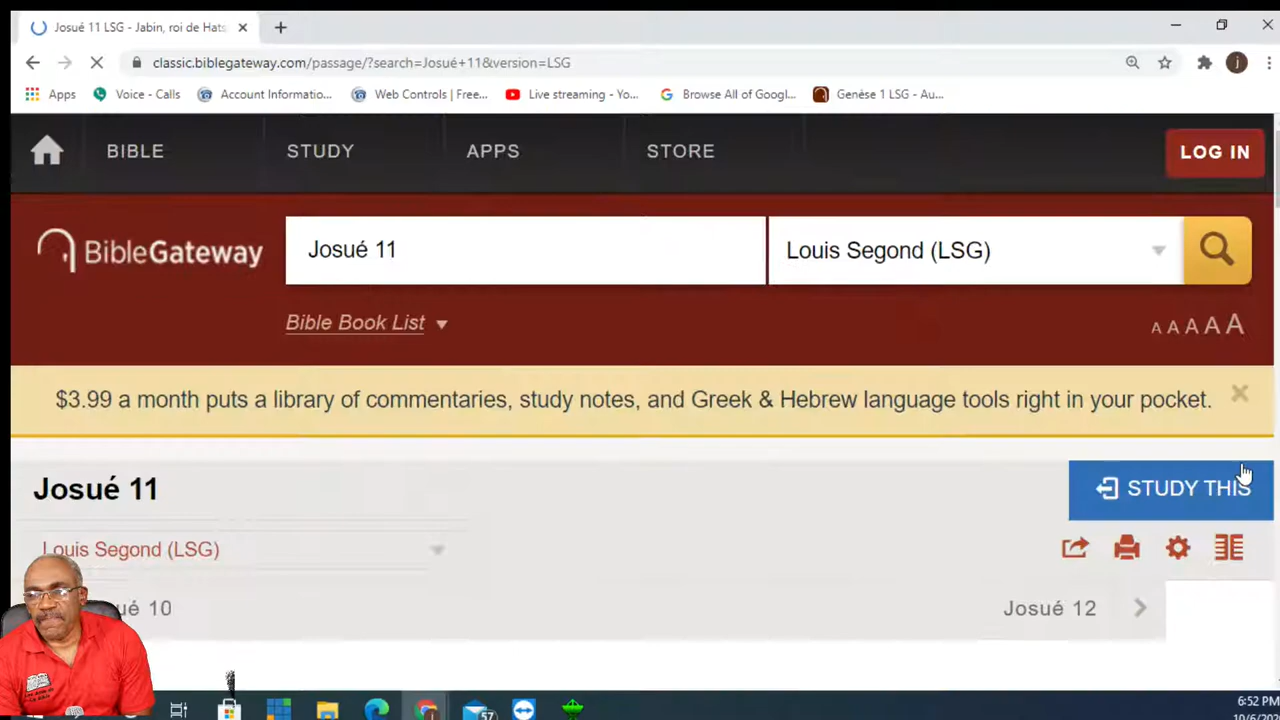 Josué 11 LSG - Jabin, roi de Hats
classic.biblegateway.com/passage/?search=Josué+11&version=LSG
j
Apps
Voice - Calls
Account Informatio...
Web Controls | Free...
Live streaming - Yo...
Browse All of Googl...
Genèse 1 LSG - Au...
BIBLE
STUDY
APPS
STORE
LOG IN
BibleGateway
Josué 11
Louis Segond (LSG)
Bible Book List
A A A A A
$3.99 a month puts a library of commentaries, study notes, and Greek & Hebrew language tools right in your pocket.
Josué 11
STUDY THIS
Louis Segond (LSG)
ué 10
Josué 12
57
6:52 PM